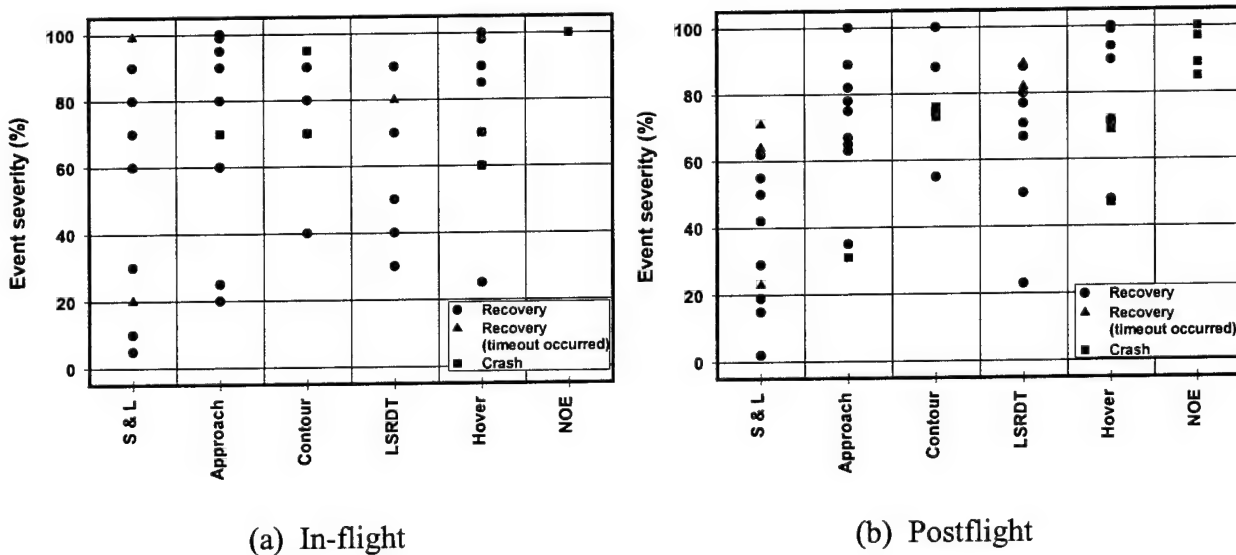 Event severity (%)
100
80
60
40
20
0
Recovery
Recovery
(timeout occurred)
Crash
S & L
Approach
Contour
LSRDT
Hover
NOE
(a) In-flight
Event severity (%)
100
80
60
40
20
0
Recovery
Recovery
(timeout occurred)
Crash
S & L
Approach
Contour
LSRDT
Hover
NOE
(b) Postflight